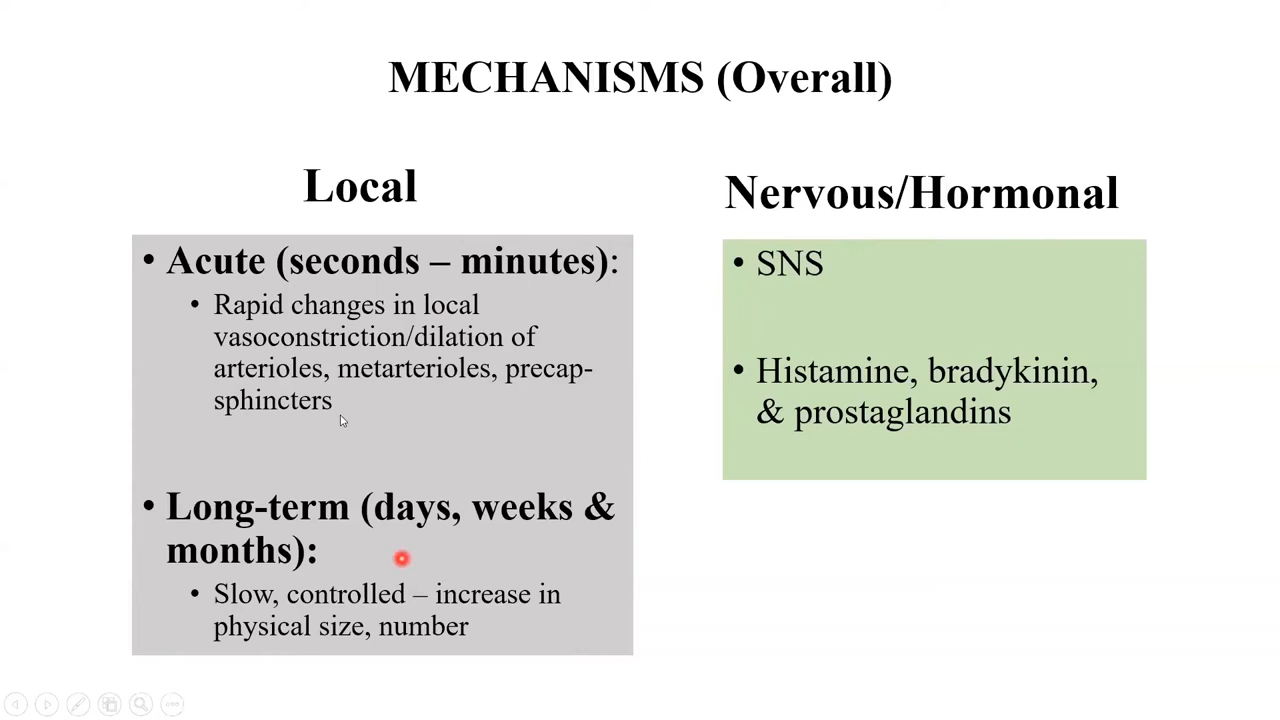 MECHANISMS (Overall)
Local
• Acute (seconds – minutes):
• Rapid changes in local
vasoconstriction/dilation of
arterioles, metarterioles, precap-
sphincters
• Long-term (days, weeks &
months):
• Slow, controlled – increase in
physical size, number
Nervous/Hormonal
• SNS
• Histamine, bradykinin,
& prostaglandins